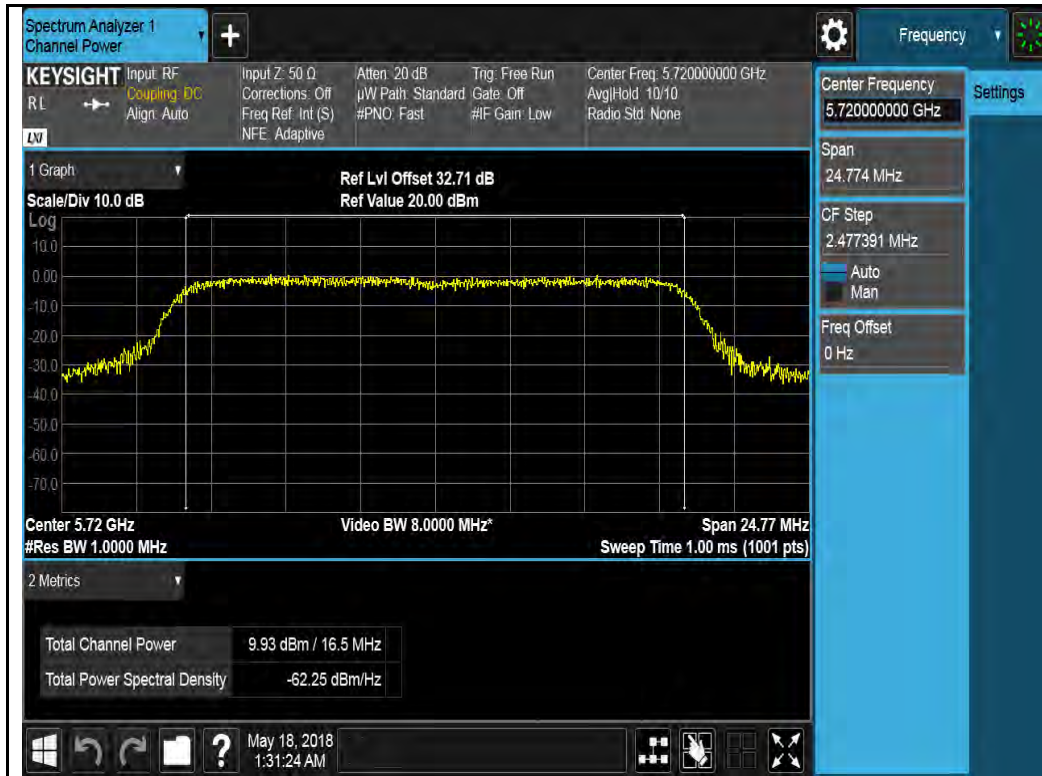 Spectrum Analyzer 1
Channel Power
+
Frequency
KEYSIGHT
RL
LXI
Input: RF
Coupling: DC
Align: Auto
Input Z: 50 Ω
Corrections: Off
Freq Ref: Int (S)
NFE: Adaptive
Atten: 20 dB
µW Path: Standard
#PNO: Fast
Trig: Free Run
Gate: Off
#IF Gain: Low
Center Freq: 5.720000000 GHz
Avg|Hold: 10/10
Radio Std: None
Center Frequency
5.720000000 GHz
Settings
Span
24.774 MHz
CF Step
2.477391 MHz
Auto
Man
Freq Offset
0 Hz
1 Graph
Scale/Div 10.0 dB
Ref Lvl Offset 32.71 dB
Ref Value 20.00 dBm
Log
10.0
0.00
-10.0
-20.0
-30.0
-40.0
-50.0
-60.0
-70.0
Center 5.72 GHz
#Res BW 1.0000 MHz
Video BW 8.0000 MHz*
Span 24.77 MHz
Sweep Time 1.00 ms (1001 pts)
2 Metrics
Total Channel Power 9.93 dBm / 16.5 MHz
Total Power Spectral Density -62.25 dBm/Hz
?
May 18, 2018
1:31:24 AM